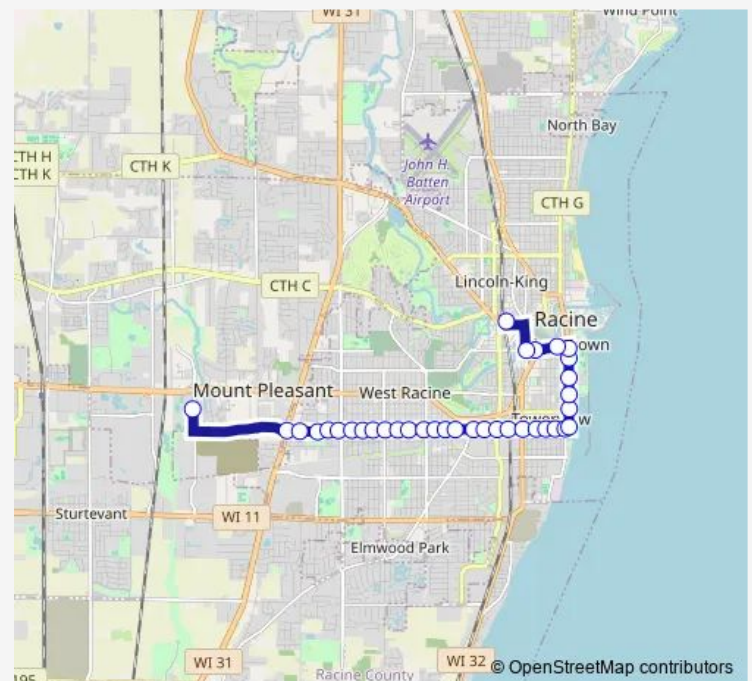 WI 31
Wind Point
North Bay
CTH H
CTH K
CTH K
John H.
Batten
Airport
CTH G
CTH C
Lincoln-King
Racine
own
Mount Pleasant
West Racine
Sturtevant
WI 11
Elmwood Park
WI 31
WI 32
Racine County
© OpenStreetMap contributors